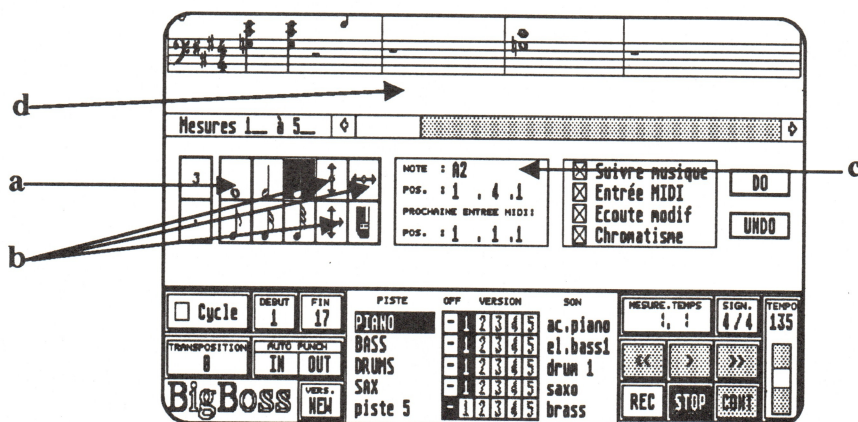 d
Mesures 1__ à 5__
a
3
NOTE : A2
POS. : 1 . 4 . 1
PROCHAINE ENTREE MIDI:
POS. : 1 . 1 . 1
Suivre musique
Entrée MIDI
Ecoute modif
Chromatisme
DO
UNDO
c
b
Cycle
DEBUT
1
FIN
17
TRANSPOSITION
0
AUTO PUNCH
IN OUT
BigBoss
VERS.
NEW
PISTE OFF VERSION SON
PIANO - 1 2 3 4 5 ac.piano
BASS - 1 2 3 4 5 el.bass1
DRUMS - 1 2 3 4 5 drum 1
SAX - 1 2 3 4 5 saxo
piste 5 - 1 2 3 4 5 brass
MESURE.TEMPS
1. 1
SIGN.
4/4
TEMPO
135
<< > >>
REC STOP CONT